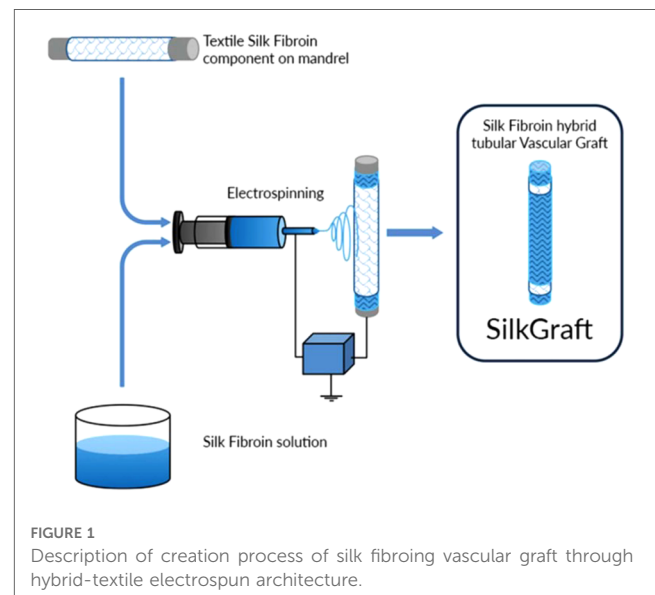 Textile Silk Fibroin
component on mandrel
Silk Fibroin hybrid
tubular Vascular Graft
Electrospinning
SilkGraft
Silk Fibroin solution
FIGURE 1
Description of creation process of silk fibroing vascular graft through
hybrid-textile electrospun architecture.